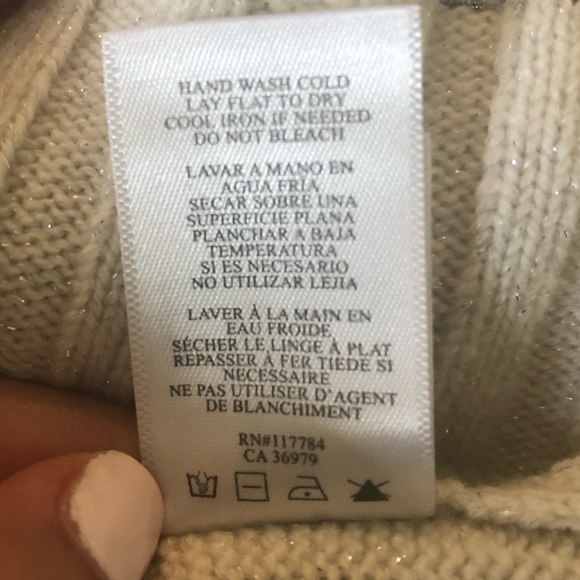 HAND WASH COLD
LAY FLAT TO DRY
COOL IRON IF NEEDED
DO NOT BLEACH
LAVAR A MANO EN
AGUA FRIA
SECAR SOBRE UNA
SUPERFICIE PLANA
PLANCHAR A BAJA
TEMPERATURA
SI ES NECESARIO
NO UTILIZAR LEJIA
LAVER À LA MAIN EN
EAU FROIDE
SÉCHER LE LINGE À PLAT
REPASSER À FER TIEDE SI
NECESSAIRE
NE PAS UTILISER D'AGENT
DE BLANCHIMENT
RN#117784
CA 36979